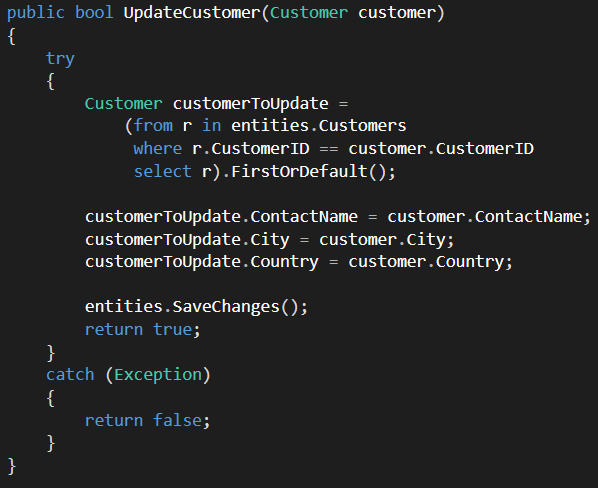 public bool UpdateCustomer(Customer customer)
{
    try
    {
        Customer customerToUpdate =
            (from r in entities.Customers
             where r.CustomerID == customer.CustomerID
             select r).FirstOrDefault();

        customerToUpdate.ContactName = customer.ContactName;
        customerToUpdate.City = customer.City;
        customerToUpdate.Country = customer.Country;

        entities.SaveChanges();
        return true;
    }
    catch (Exception)
    {
        return false;
    }
}